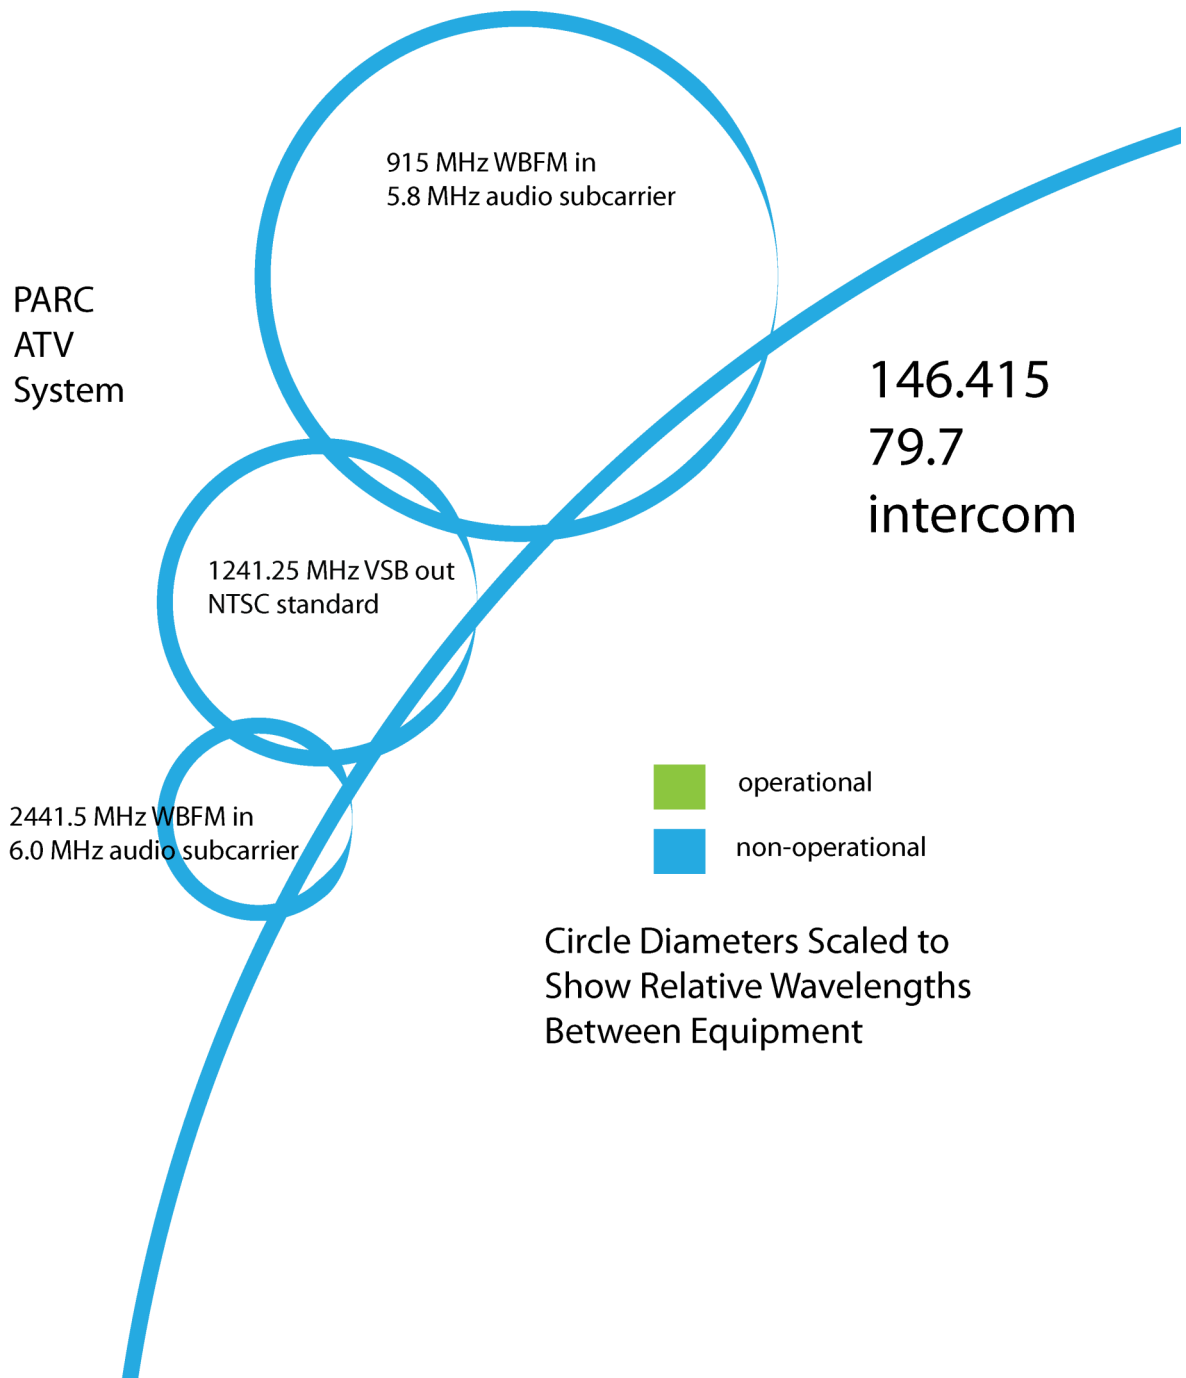 915 MHz WBFM in
5.8 MHz audio subcarrier
PARC
ATV
System
146.415
79.7
intercom
1241.25 MHz VSB out
NTSC standard
operational
2441.5 MHz WBFM in
6.0 MHz audio subcarrier
non-operational
Circle Diameters Scaled to
Show Relative Wavelengths
Between Equipment